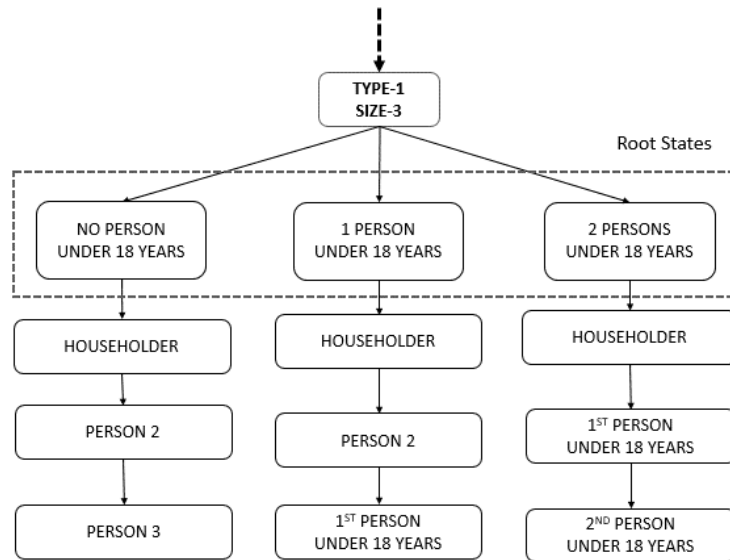 TYPE-1
SIZE-3
Root States
NO PERSON
UNDER 18 YEARS
1 PERSON
UNDER 18 YEARS
2 PERSONS
UNDER 18 YEARS
HOUSEHOLDER
HOUSEHOLDER
HOUSEHOLDER
PERSON 2
PERSON 2
1ST PERSON
UNDER 18 YEARS
PERSON 3
1ST PERSON
UNDER 18 YEARS
2ND PERSON
UNDER 18 YEARS